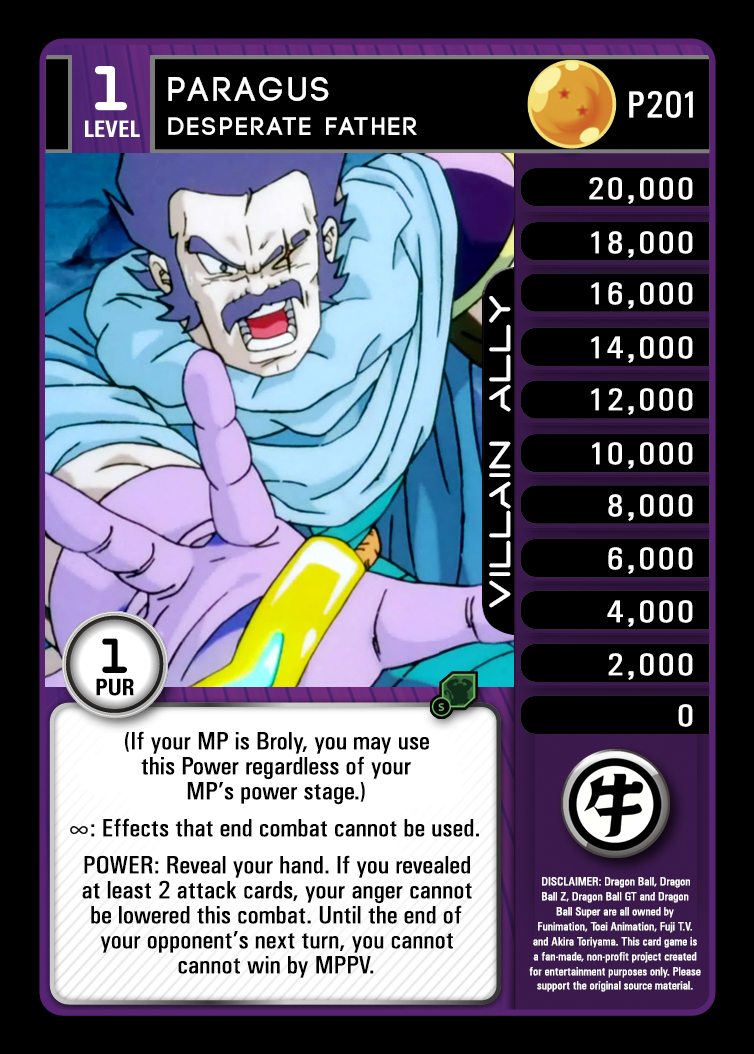 1
LEVEL
PARAGUS
DESPERATE FATHER
P201
20,000
18,000
16,000
14,000
12,000
10,000
8,000
6,000
4,000
2,000
0
VILLAIN ALLY
1
PUR
S
(If your MP is Broly, you may use
this Power regardless of your
MP's power stage.)
∞: Effects that end combat cannot be used.
POWER: Reveal your hand. If you revealed
at least 2 attack cards, your anger cannot
be lowered this combat. Until the end of
your opponent's next turn, you cannot
cannot win by MPPV.
牛
DISCLAIMER: Dragon Ball, Dragon
Ball Z, Dragon Ball GT and Dragon
Ball Super are all owned by
Funimation, Toei Animation, Fuji T.V.
and Akira Toriyama. This card game is
a fan-made, non-profit project created
for entertainment purposes only. Please
support the original source material.